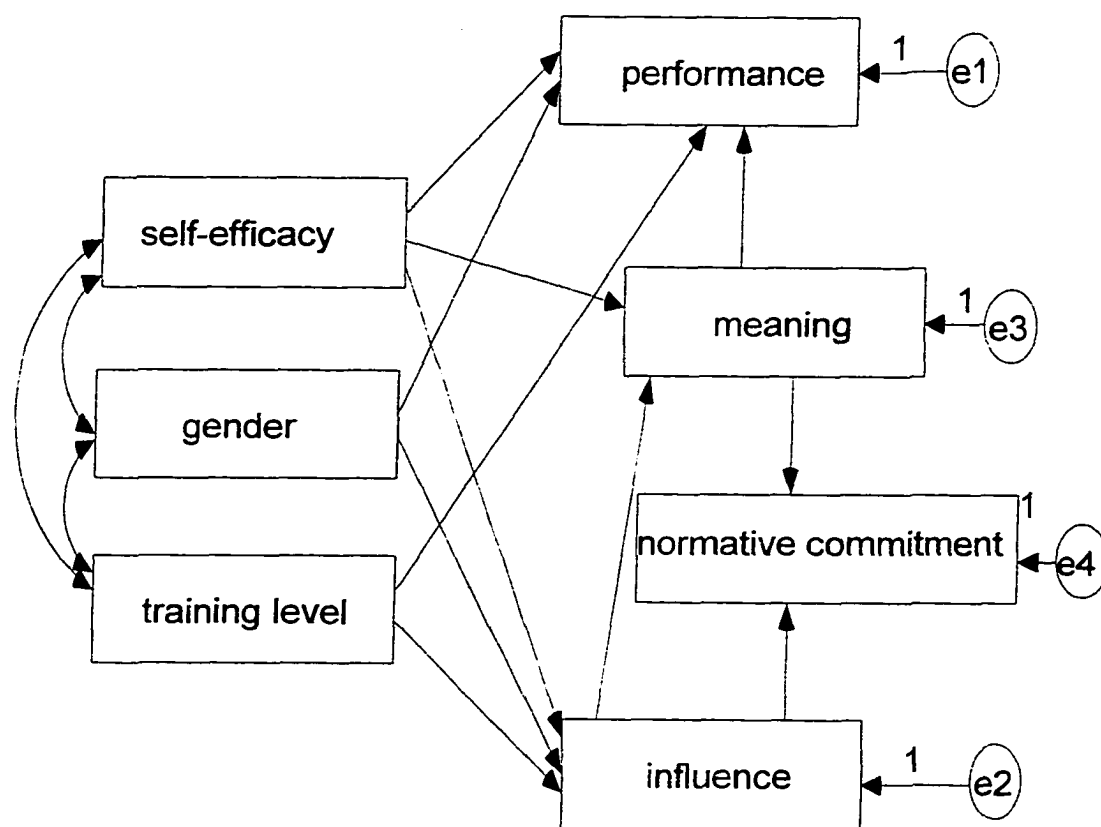 performance
1
e1
self-efficacy
meaning
1
e3
gender
normative commitment
1
e4
training level
influence
1
e2